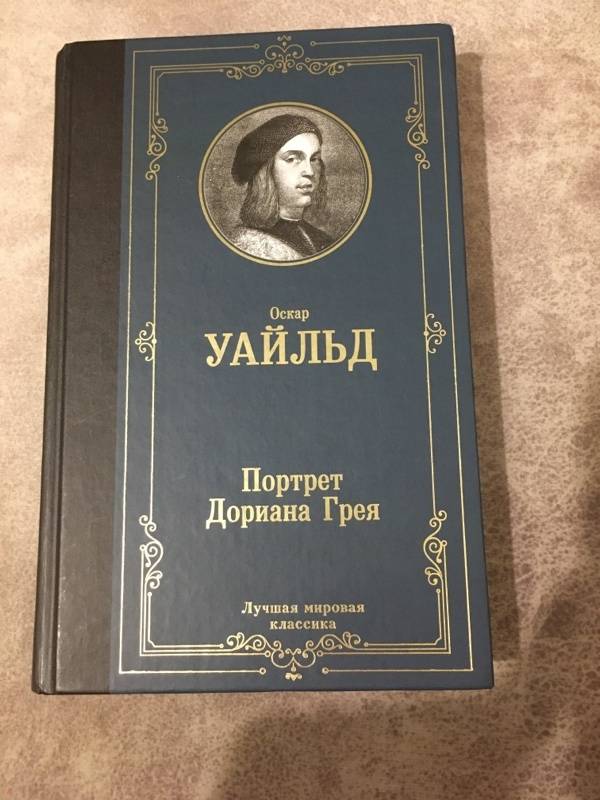 Оскар
УАЙЛЬД
Портрет
Дориана Грея
Лучшая мировая
классика